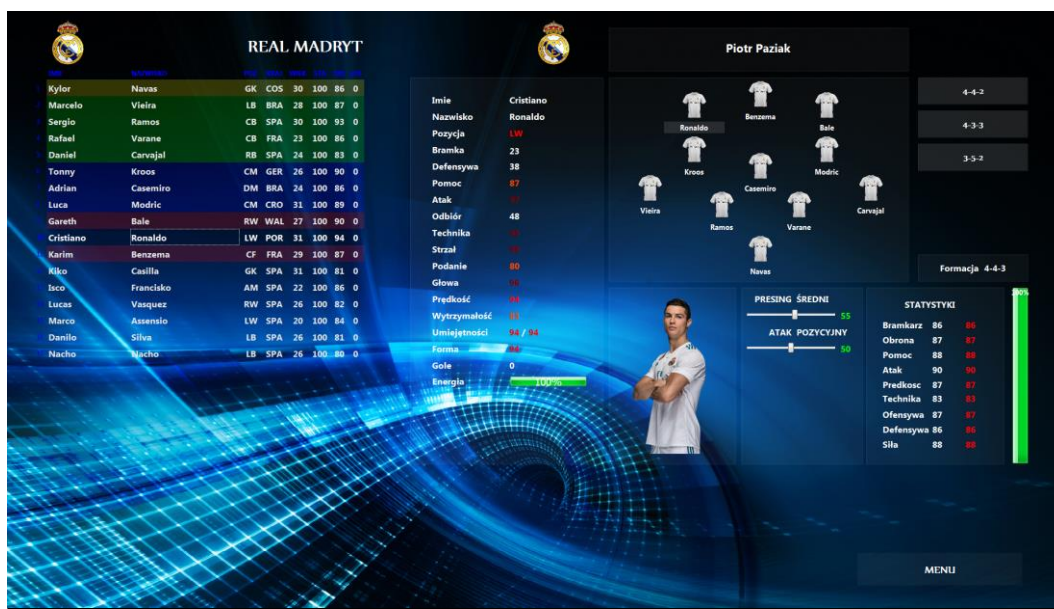 REAL MADRYT
Piotr Paziak
Kylor Navas GK COS 30 100 86 0
Marcelo Vieira LB BRA 28 100 87 0
Sergio Ramos CB SPA 30 100 93 0
Rafael Varane CB FRA 23 100 86 0
Daniel Carvajal RB SPA 24 100 83 0
Tonny Kroos CM GER 26 100 90 0
Adrian Casemiro DM BRA 24 100 86 0
Luca Modric CM CRO 31 100 89 0
Gareth Bale RW WAL 27 100 90 0
Cristiano Ronaldo LW POR 31 100 94 0
Karim Benzema CF FRA 29 100 87 0
Kiko Casilla GK SPA 31 100 81 0
Isco Francisko AM SPA 22 100 86 0
Lucas Vasquez RW SPA 26 100 82 0
Marco Assensio LW SPA 20 100 84 0
Danilo Silva LB SPA 26 100 81 0
Nacho Nacho LB SPA 26 100 80 0
Imie Cristiano
Nazwisko Ronaldo
Pozycja LW
Bramka 23
Defensywa 38
Pomoc 87
Atak
Odbiór 48
Technika
Strzał
Podanie 80
Głowa
Prędkość
Wytrzymałość
Umiejętności 94 / 94
Forma
Gole 0
Energia 100%
Ronaldo Benzema Bale
Kroos Casemiro Modric
Vieira Ramos Varane Carvajal
Navas
4-4-2
4-3-3
3-5-2
Formacja 4-4-3
PRESING ŚREDNI
55
ATAK POZYCYJNY
50
STATYSTYKI
Bramkarz 86 86
Obrona 87 87
Pomoc 88 88
Atak 90 90
Predkosc 87 87
Technika 83 83
Ofensywa 87 87
Defensywa 86 86
Siła 88 88
100%
MENU